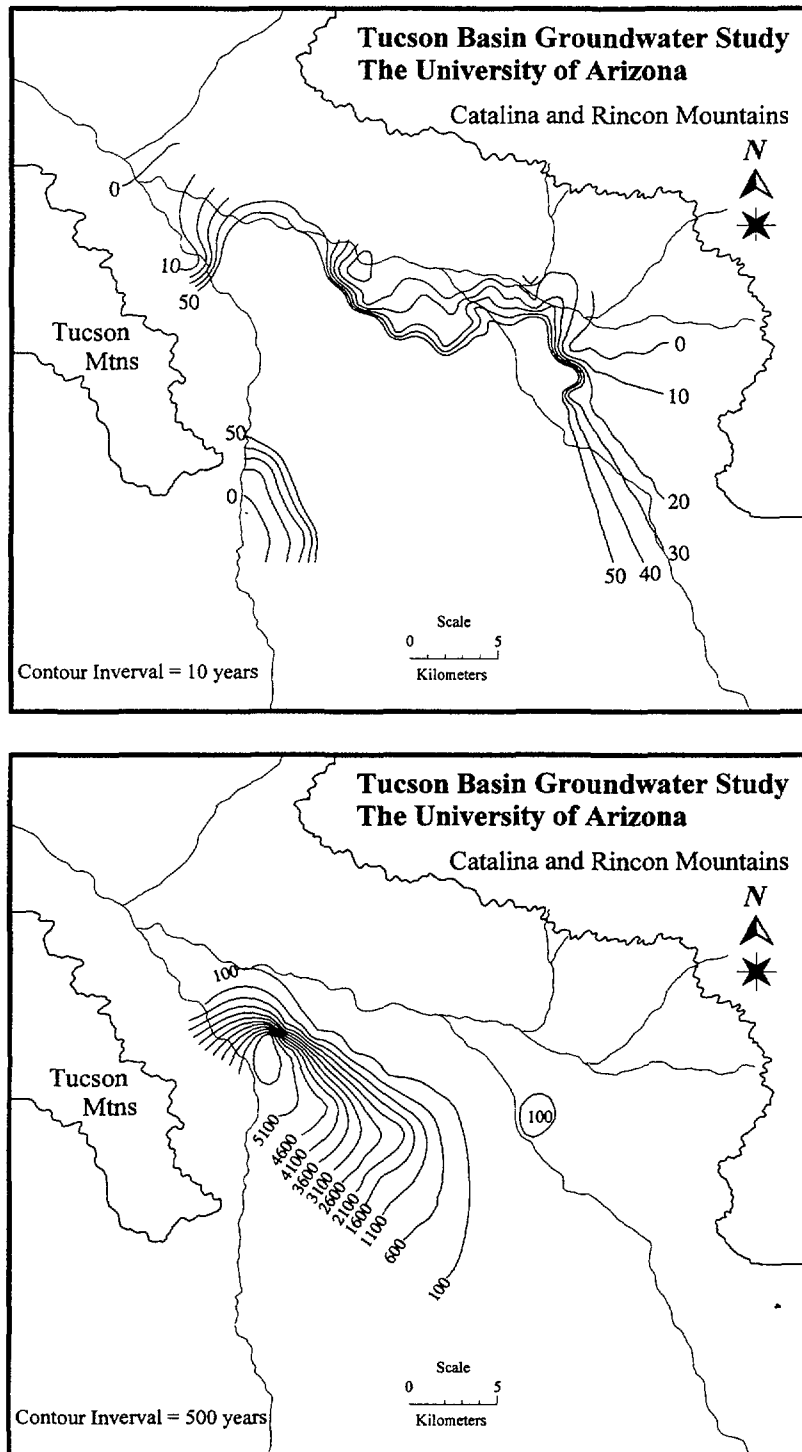 Tucson Basin Groundwater Study
The University of Arizona
Catalina and Rincon Mountains
N
0
10
50
Tucson
Mtns
0
10
50
0
20
30
50 40
Scale
0 5
Kilometers
Contour Inverval = 10 years
Tucson Basin Groundwater Study
The University of Arizona
Catalina and Rincon Mountains
N
100
Tucson
Mtns
100
5100
4600
4100
3600
3100
2600
2100
1600
1100
600
100
Scale
0 5
Kilometers
Contour Inverval = 500 years